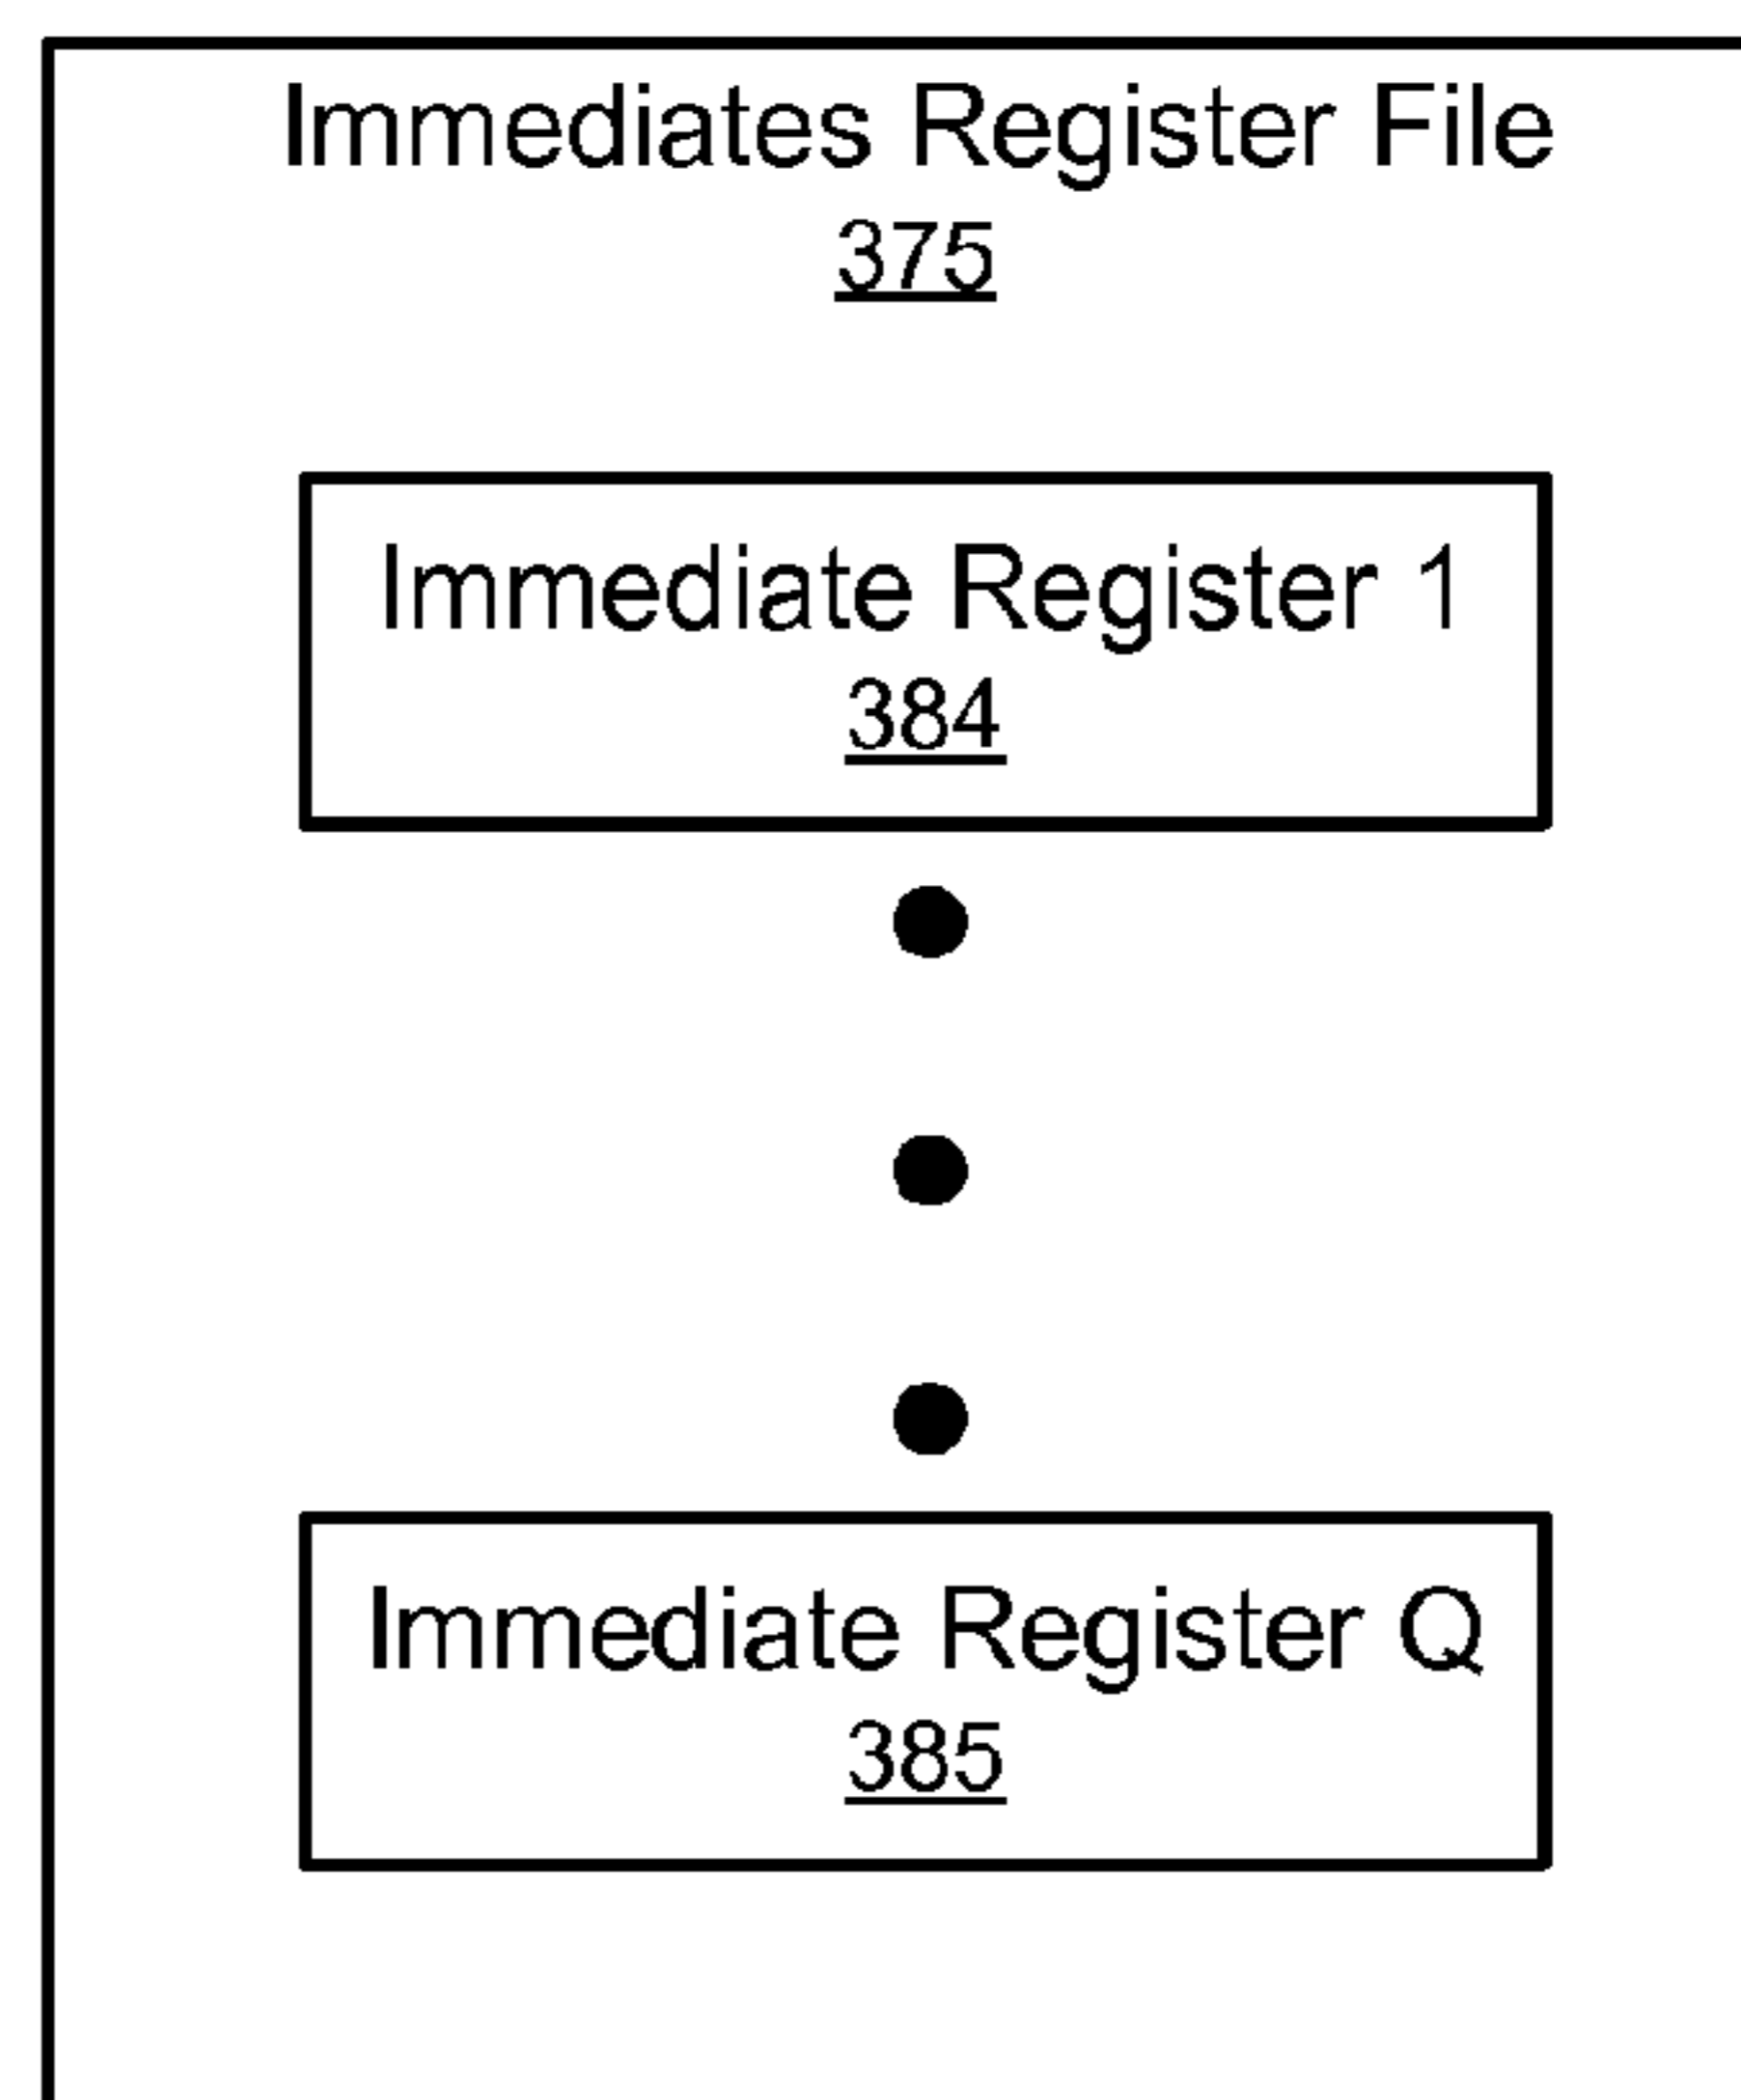 Immediates Register File
375
Immediate Register 1
384
Immediate Register Q
385